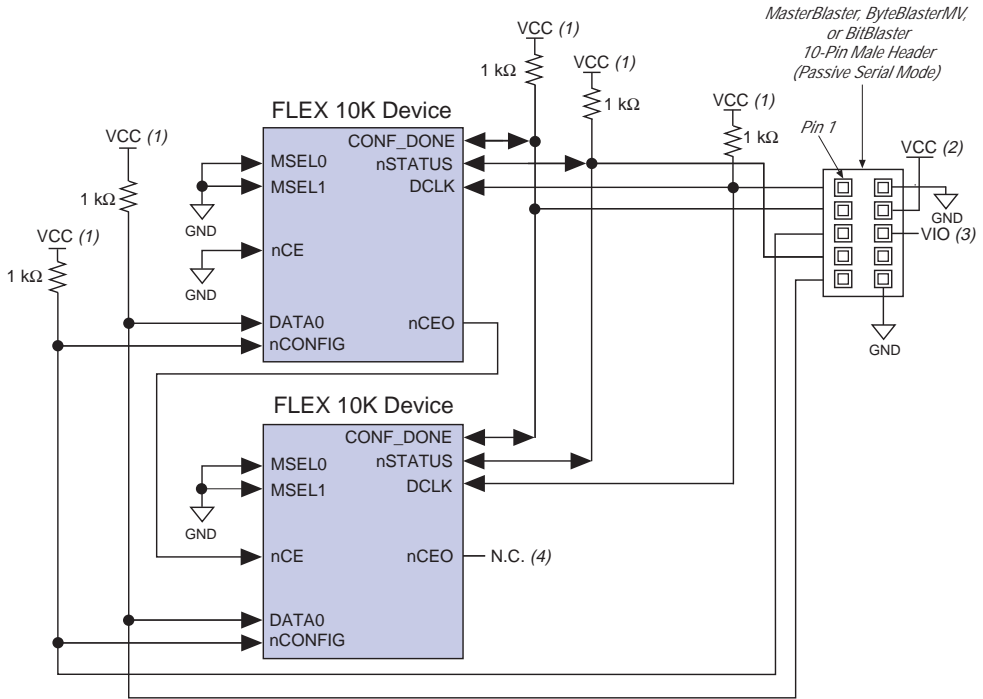 MasterBlaster, ByteBlasterMV,
or BitBlaster
10-Pin Male Header
(Passive Serial Mode)
VCC (1)
1 kΩ
VCC (1)
1 kΩ
VCC (1)
1 kΩ
Pin 1
VCC (2)
GND
VIO (3)
GND
VCC (1)
1 kΩ
VCC (1)
1 kΩ
FLEX 10K Device
CONF_DONE
nSTATUS
DCLK
MSEL0
MSEL1
GND
nCE
GND
DATA0
nCONFIG
nCEO
FLEX 10K Device
CONF_DONE
nSTATUS
DCLK
MSEL0
MSEL1
GND
nCE
nCEO
N.C. (4)
DATA0
nCONFIG